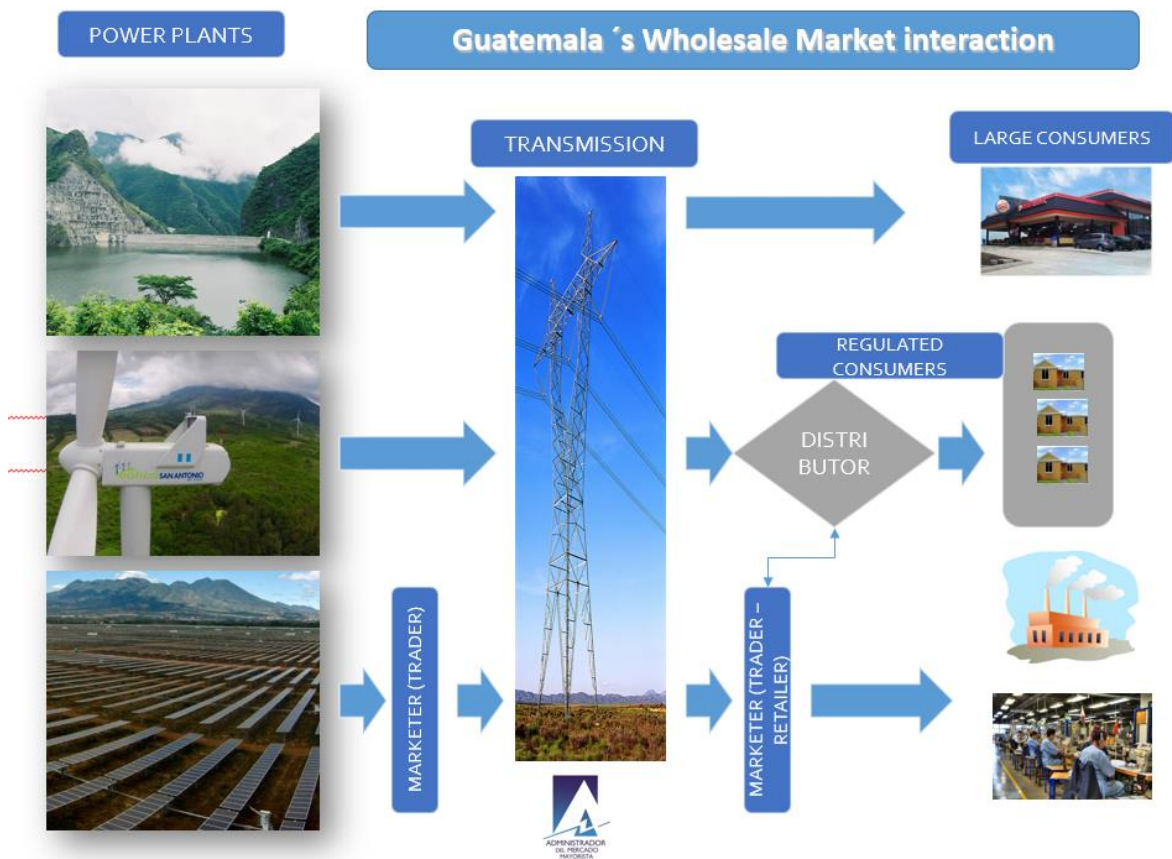 POWER PLANTS
Guatemala ´s Wholesale Market interaction
TRANSMISSION
LARGE CONSUMERS
REGULATED
CONSUMERS
DISTRI
BUTOR
SAN ANTONIO
MARKETER (TRADER)
MARKETER (TRADER –
RETAILER)
ADMINISTRADOR
DEL MERCADO
MAYORISTA